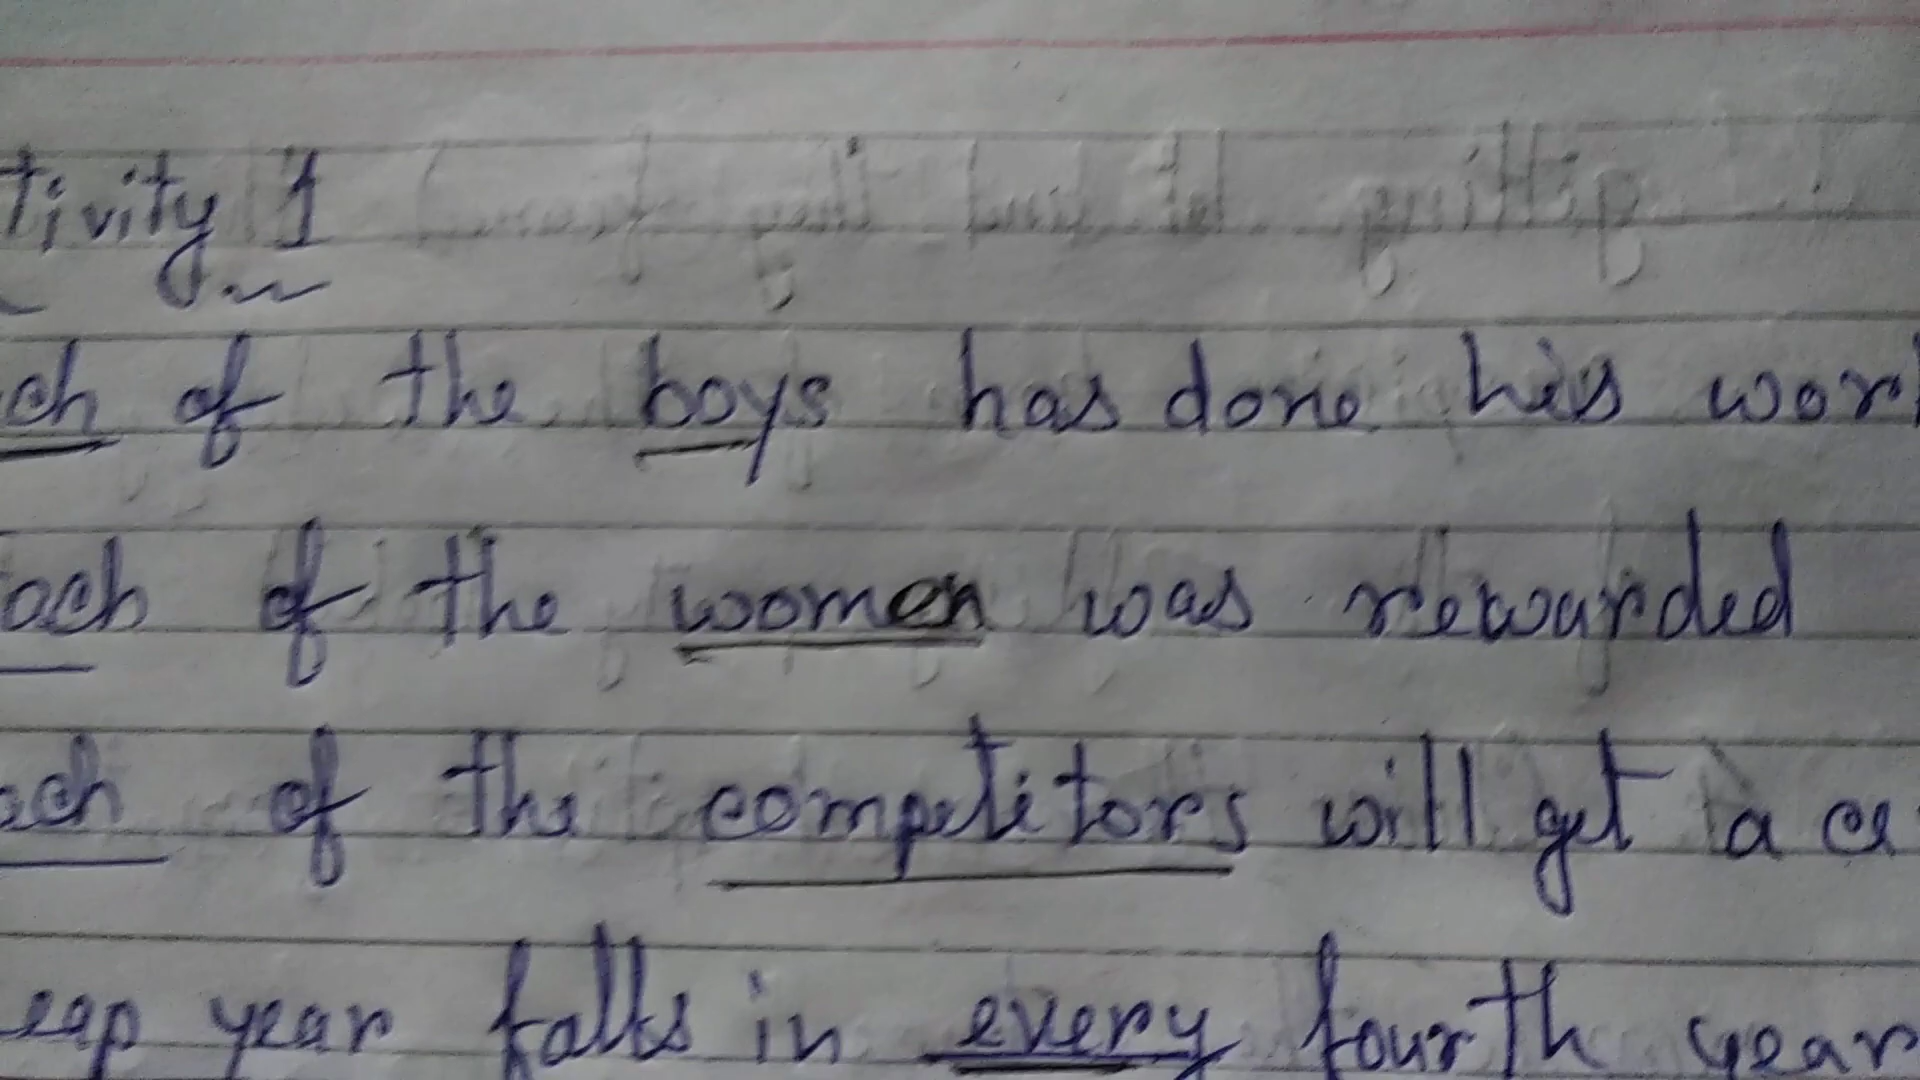 tivity 1
ch of the boys has done his wor
ach of the women was rewarded
ach of the competitors will get a
eap year falls in every fourth year